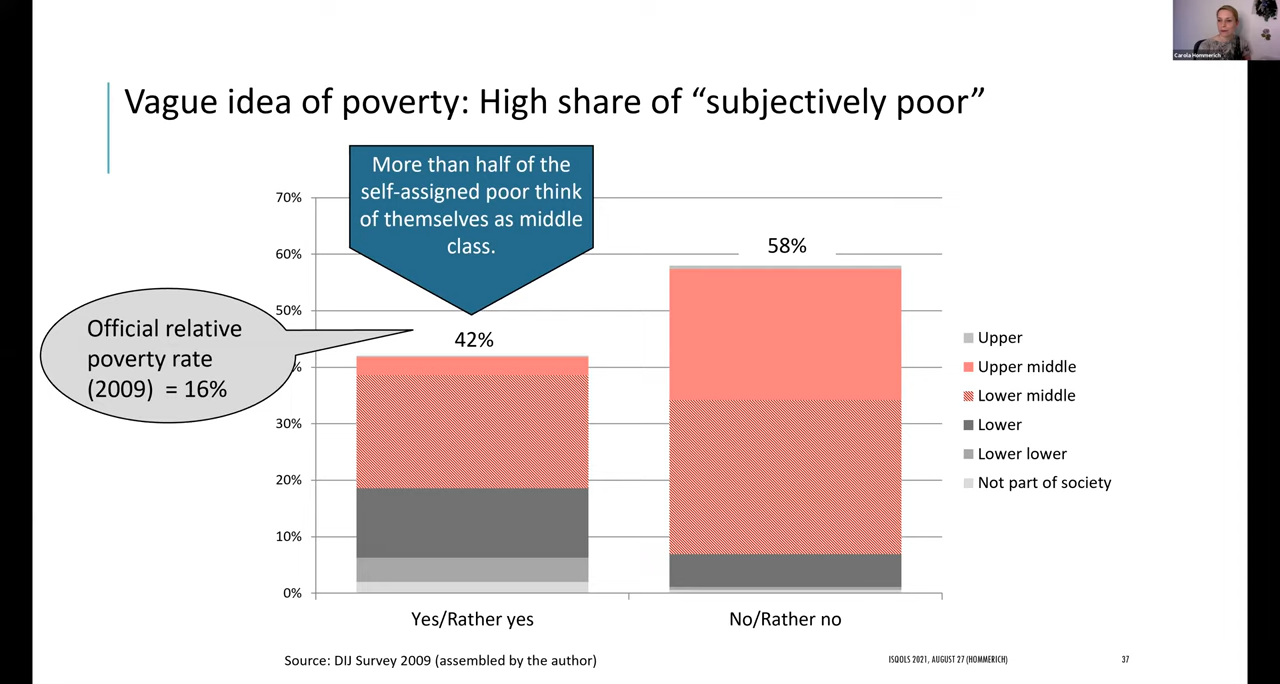 Carola Hommerich
Vague idea of poverty: High share of “subjectively poor”
More than half of the
self-assigned poor think
of themselves as middle
class.
70%
60%
50%
%
30%
20%
10%
0%
58%
42%
Official relative
poverty rate
(2009) = 16%
Upper
Upper middle
Lower middle
Lower
Lower lower
Not part of society
Yes/Rather yes
No/Rather no
Source: DIJ Survey 2009 (assembled by the author)
ISQOLS 2021, AUGUST 27 (HOMMERICH)
37